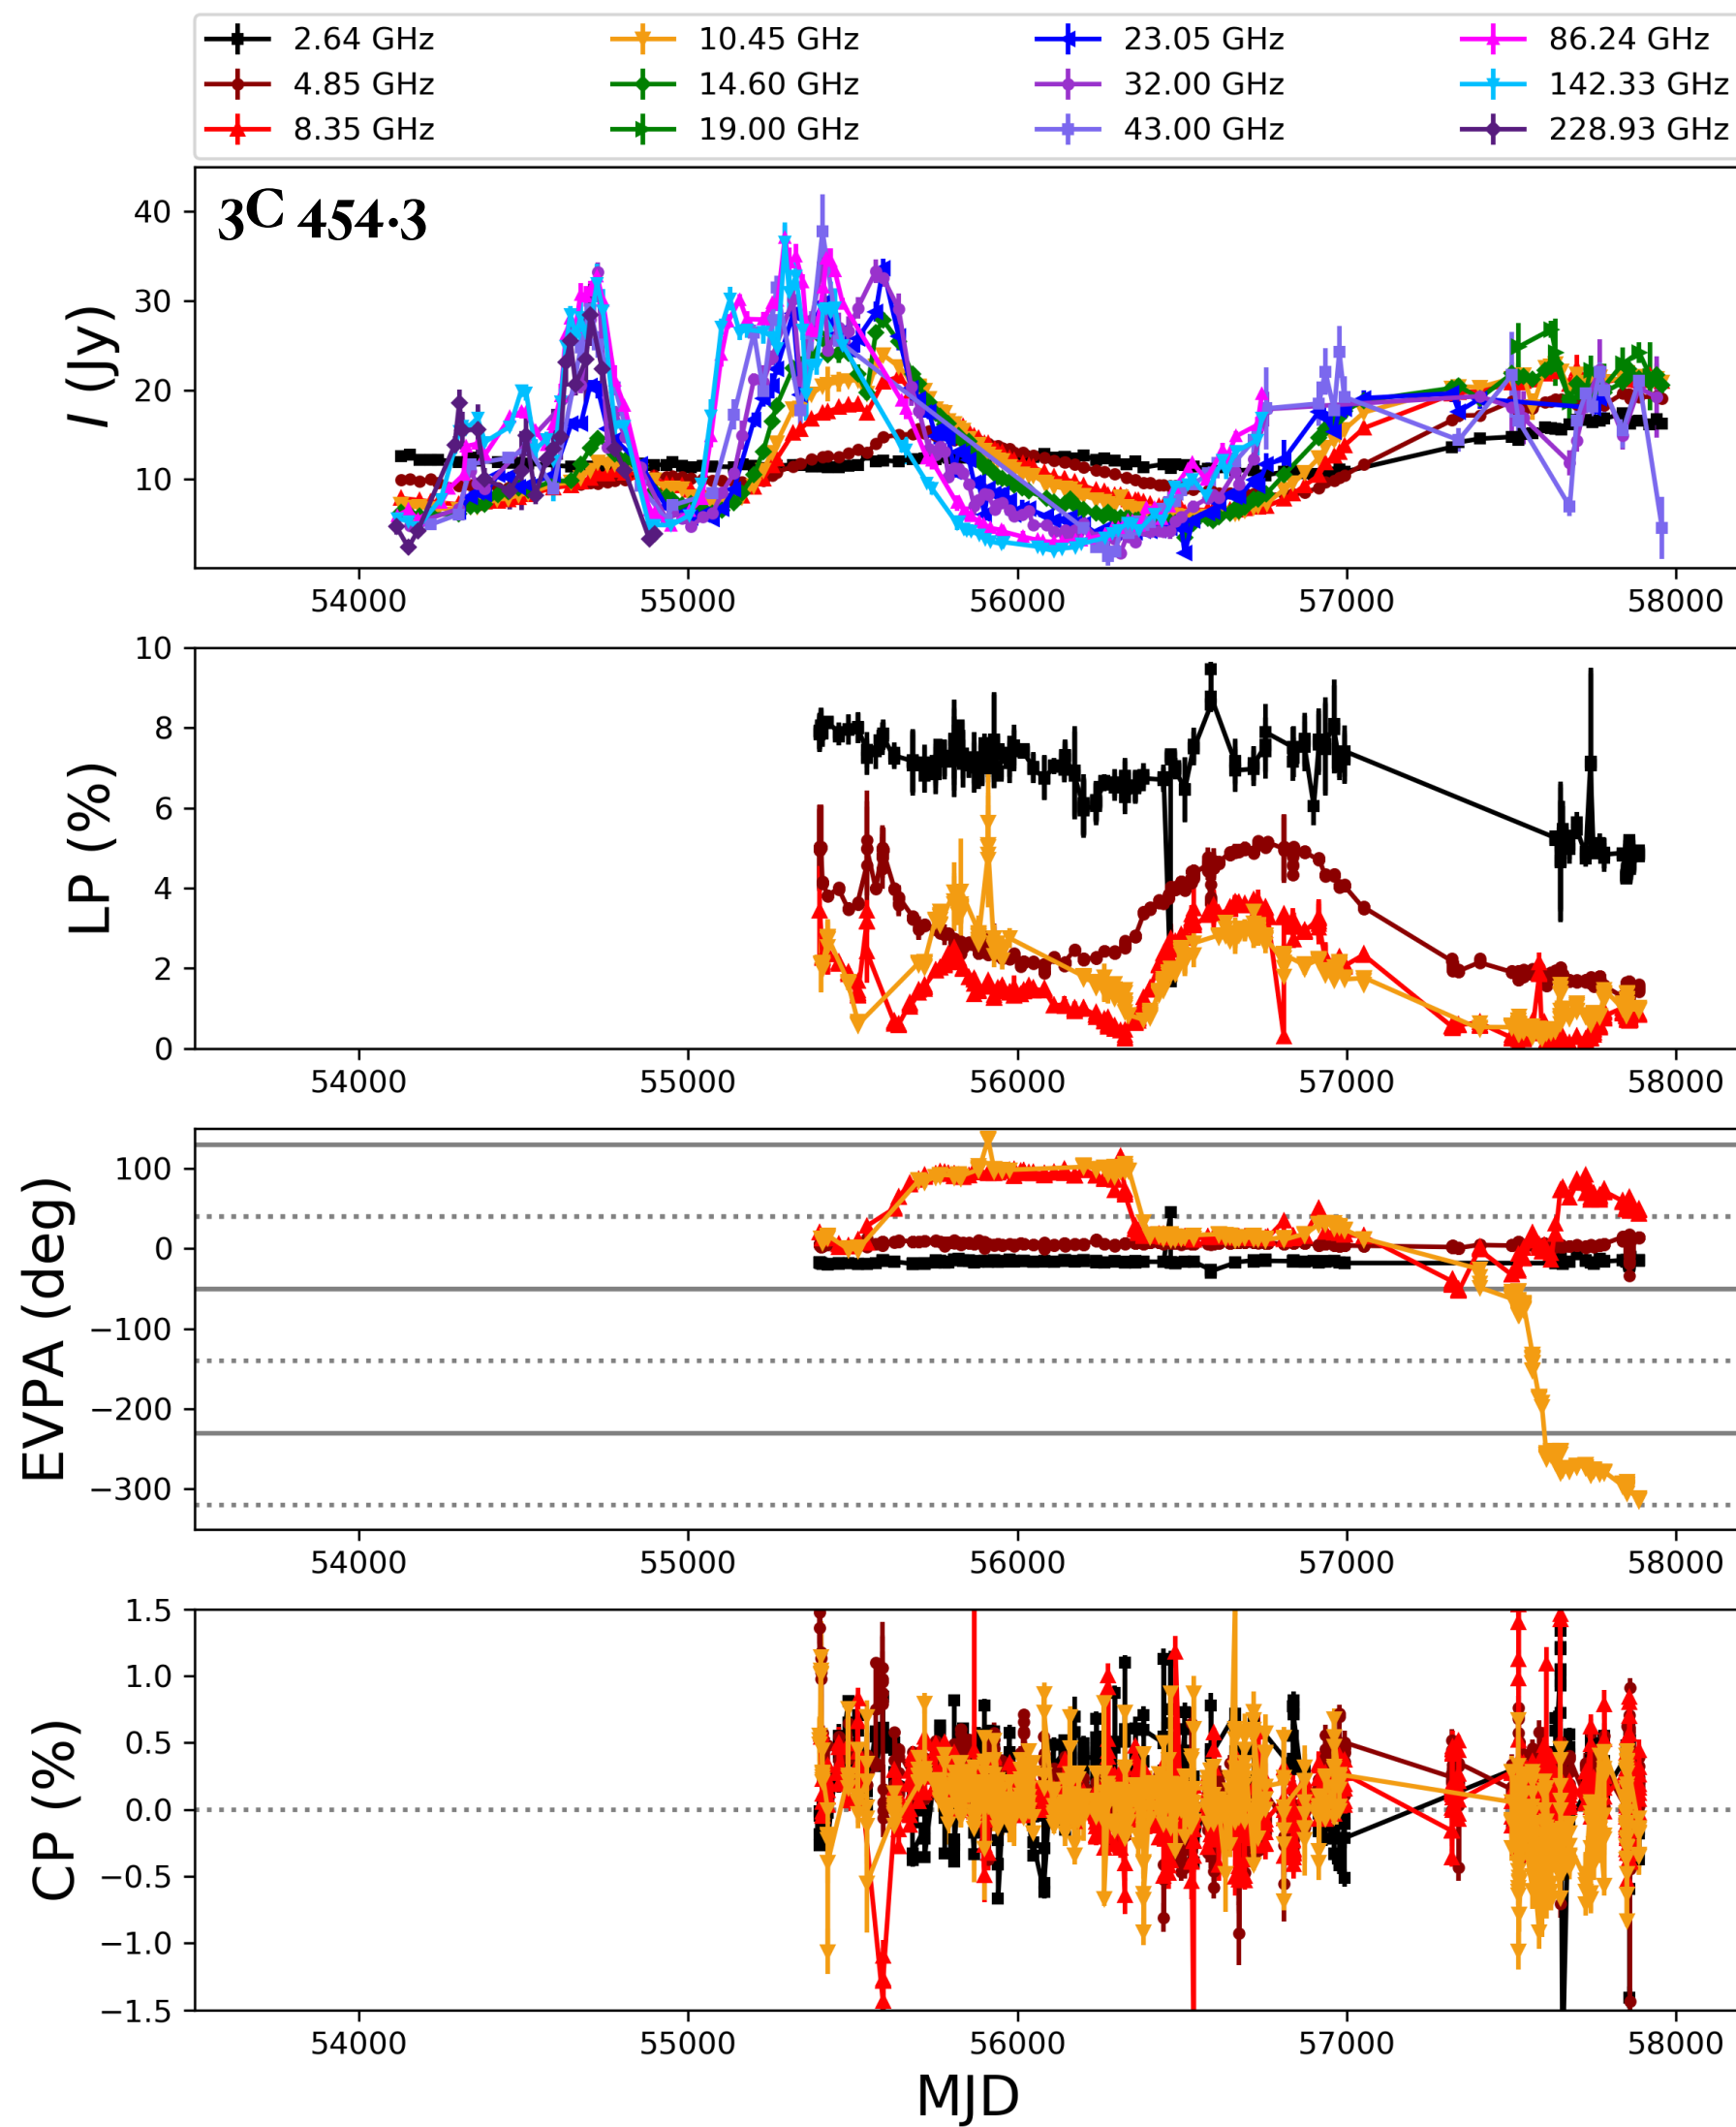 2.64 GHz 10.45 GHz 23.05 GHz 86.24 GHz
4.85 GHz 14.60 GHz 32.00 GHz 142.33 GHz
8.35 GHz 19.00 GHz 43.00 GHz 228.93 GHz
3C 454.3
I (Jy)
40
30
20
10
54000 55000 56000 57000 58000
LP (%)
10
8
6
4
2
0
54000 55000 56000 57000 58000
EVPA (deg)
100
0
−100
−200
−300
54000 55000 56000 57000 58000
CP (%)
1.5
1.0
0.5
0.0
−0.5
−1.0
−1.5
54000 55000 56000 57000 58000
MJD